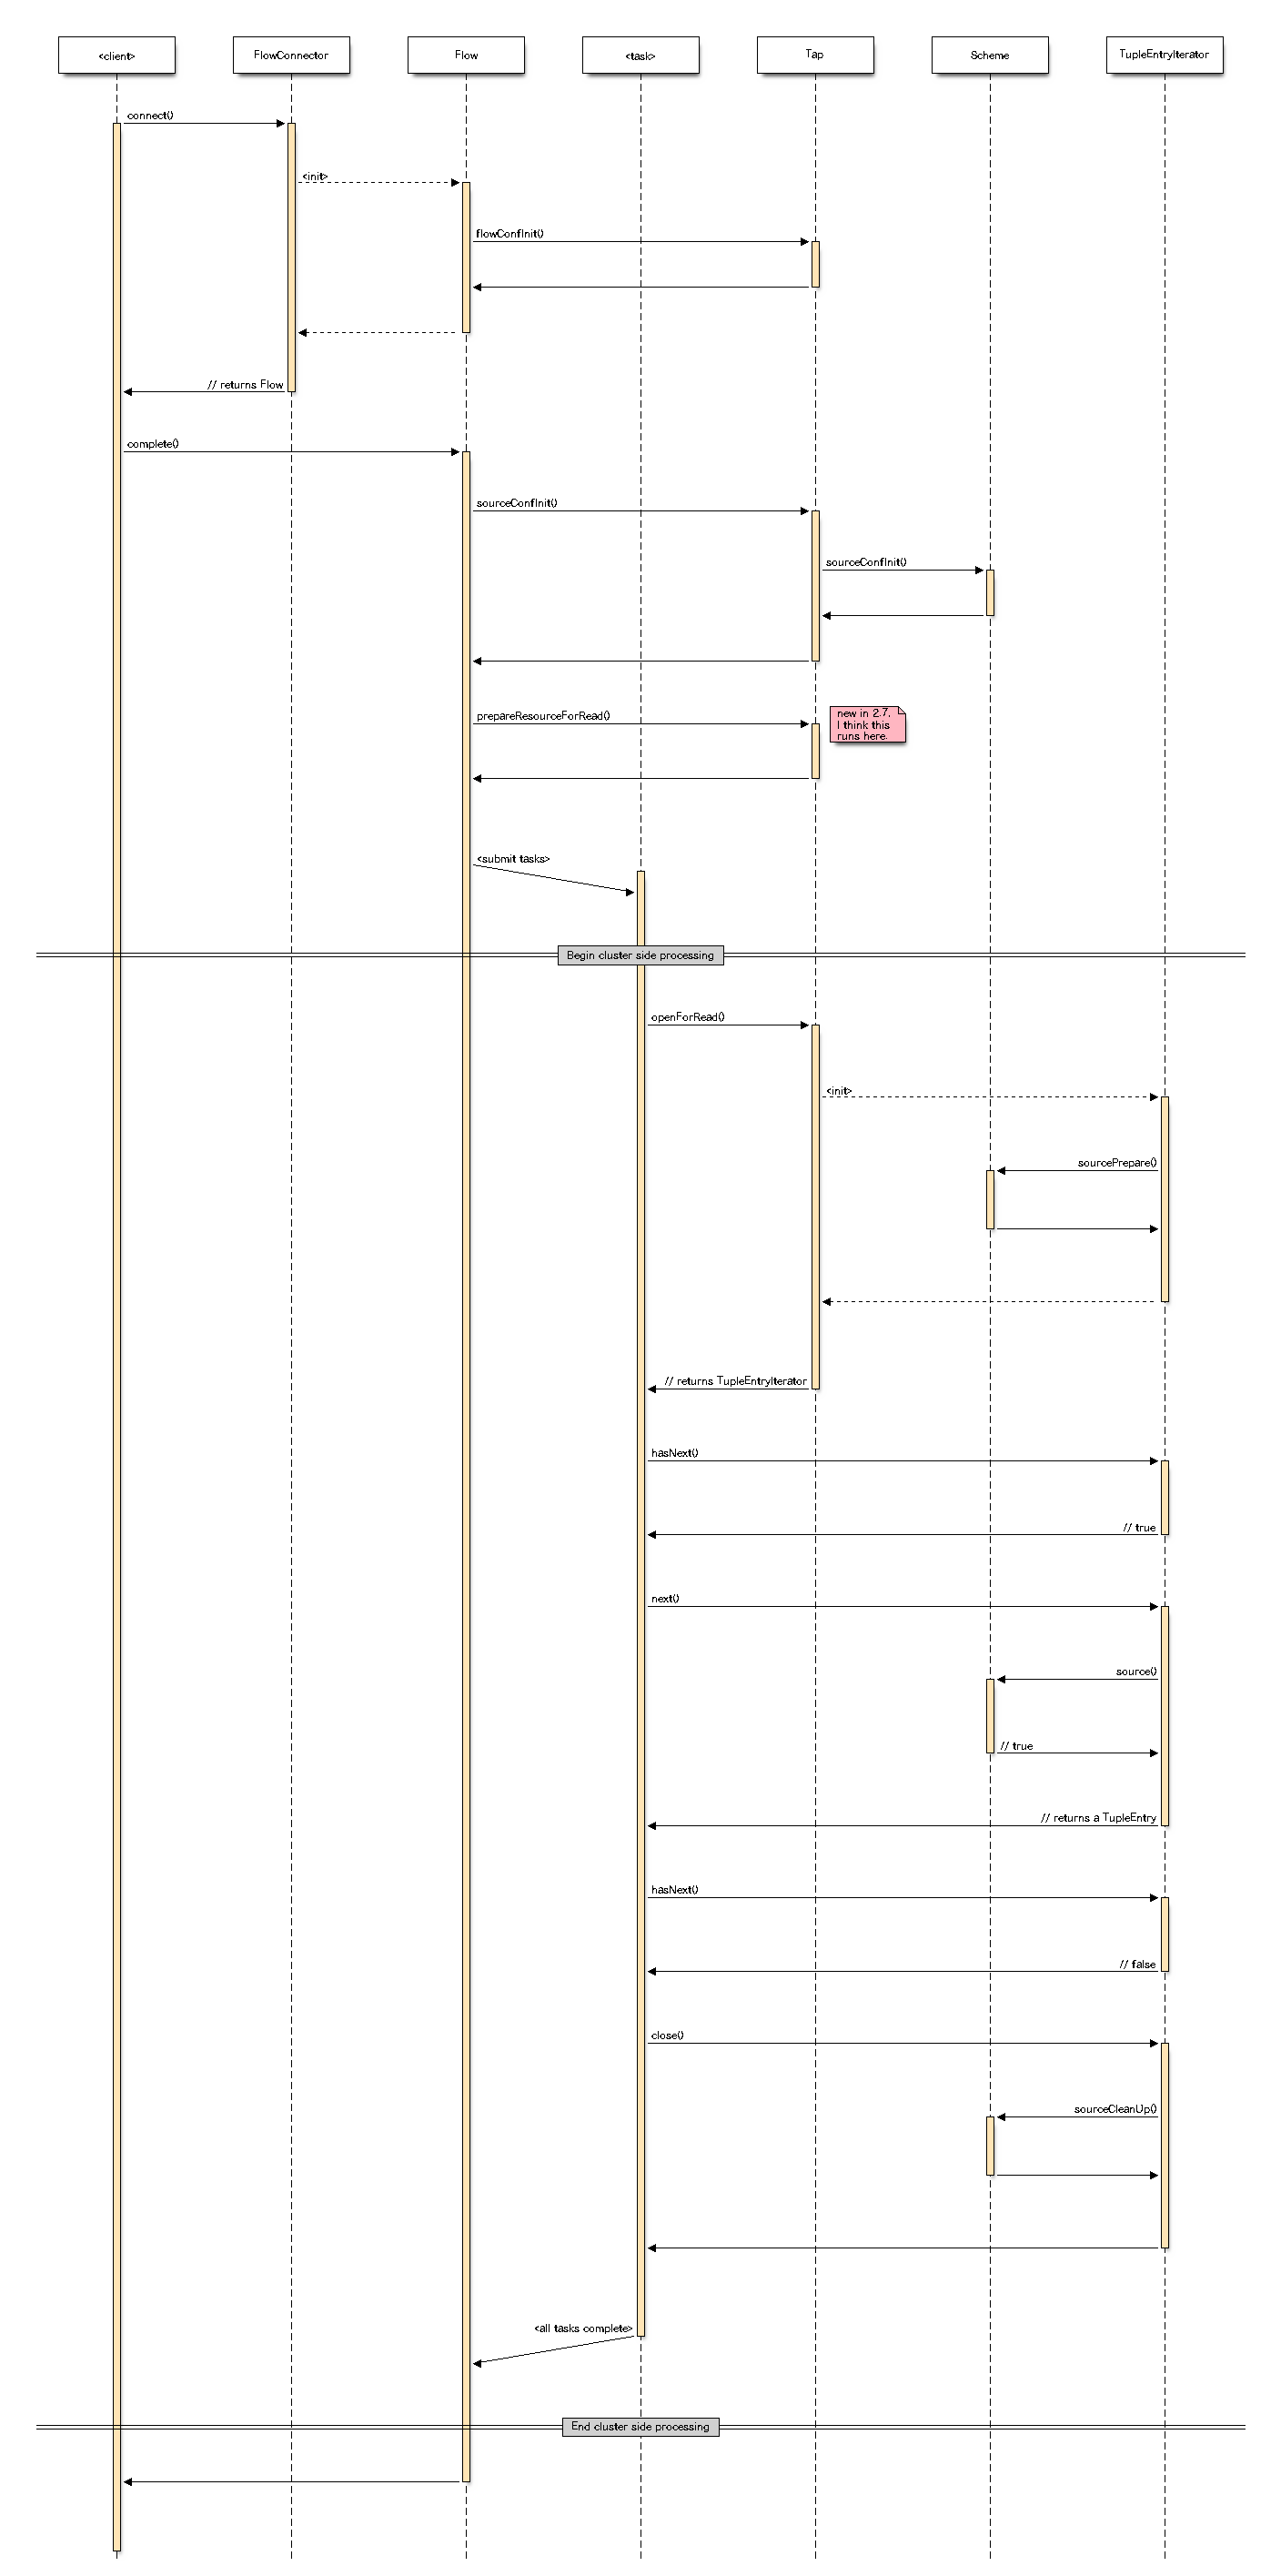 <client>
FlowConnector
Flow
<task>
Tap
Scheme
TupleEntryIterator
connect()
<init>
flowConfInit()
// returns Flow
complete()
sourceConfInit()
sourceConfInit()
prepareResourceForRead()
new in 2.7,
I think this
runs here.
<submit tasks>
Begin cluster side processing
openForRead()
<init>
sourcePrepare()
// returns TupleEntryIterator
hasNext()
// true
next()
source()
// true
// returns a TupleEntry
hasNext()
// false
close()
sourceCleanUp()
<all tasks complete>
End cluster side processing